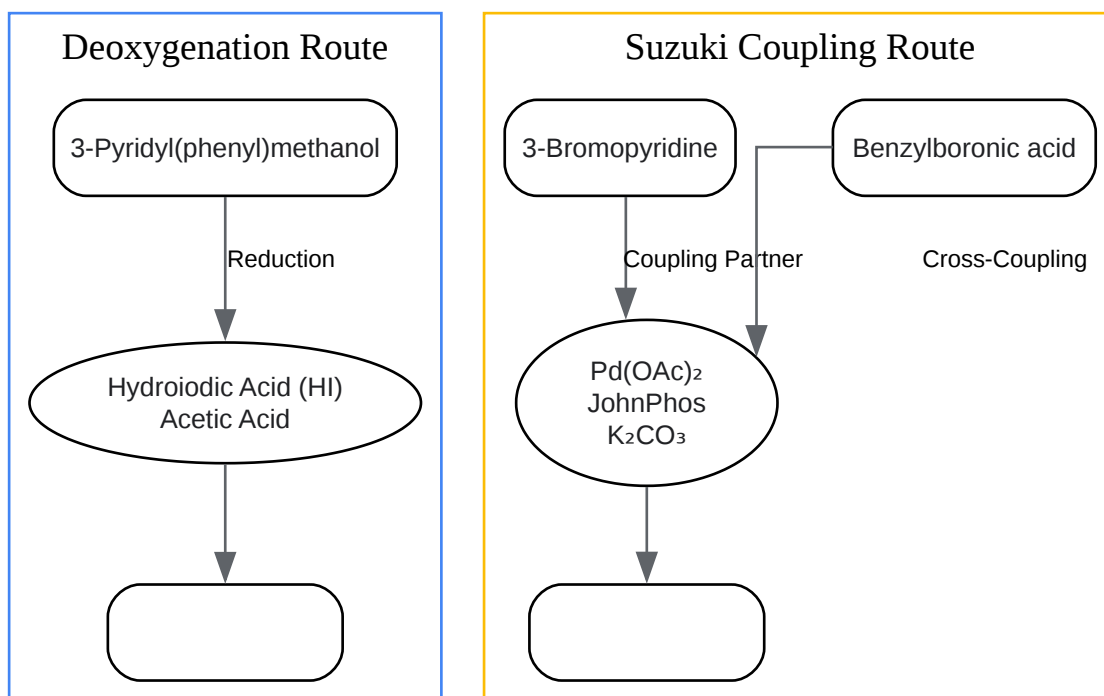 Deoxygenation Route
3-Pyridyl(phenyl)methanol
Reduction
Hydroiodic Acid (HI)
Acetic Acid
Suzuki Coupling Route
3-Bromopyridine
Benzylboronic acid
Coupling Partner
Cross-Coupling
Pd(OAc)₂
JohnPhos
K₂CO₃